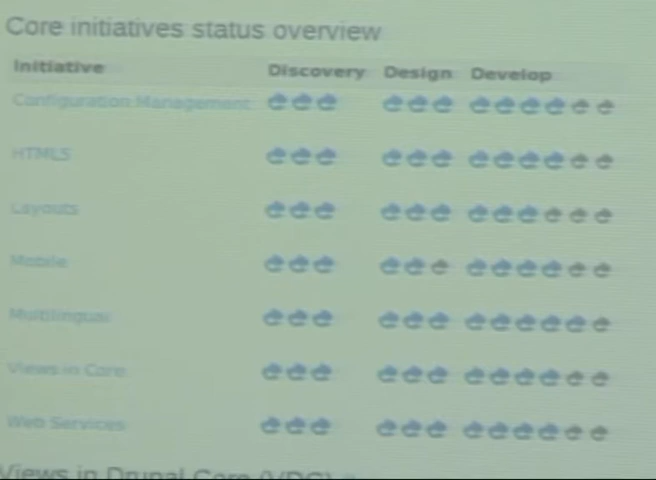 Core initiatives status overview
Initiative Discovery Design Develop
Configuration Management
HTML5
Layouts
Mobile
Multilingual
Views in Core
Web Services
Views in Drupal Core (VDC)